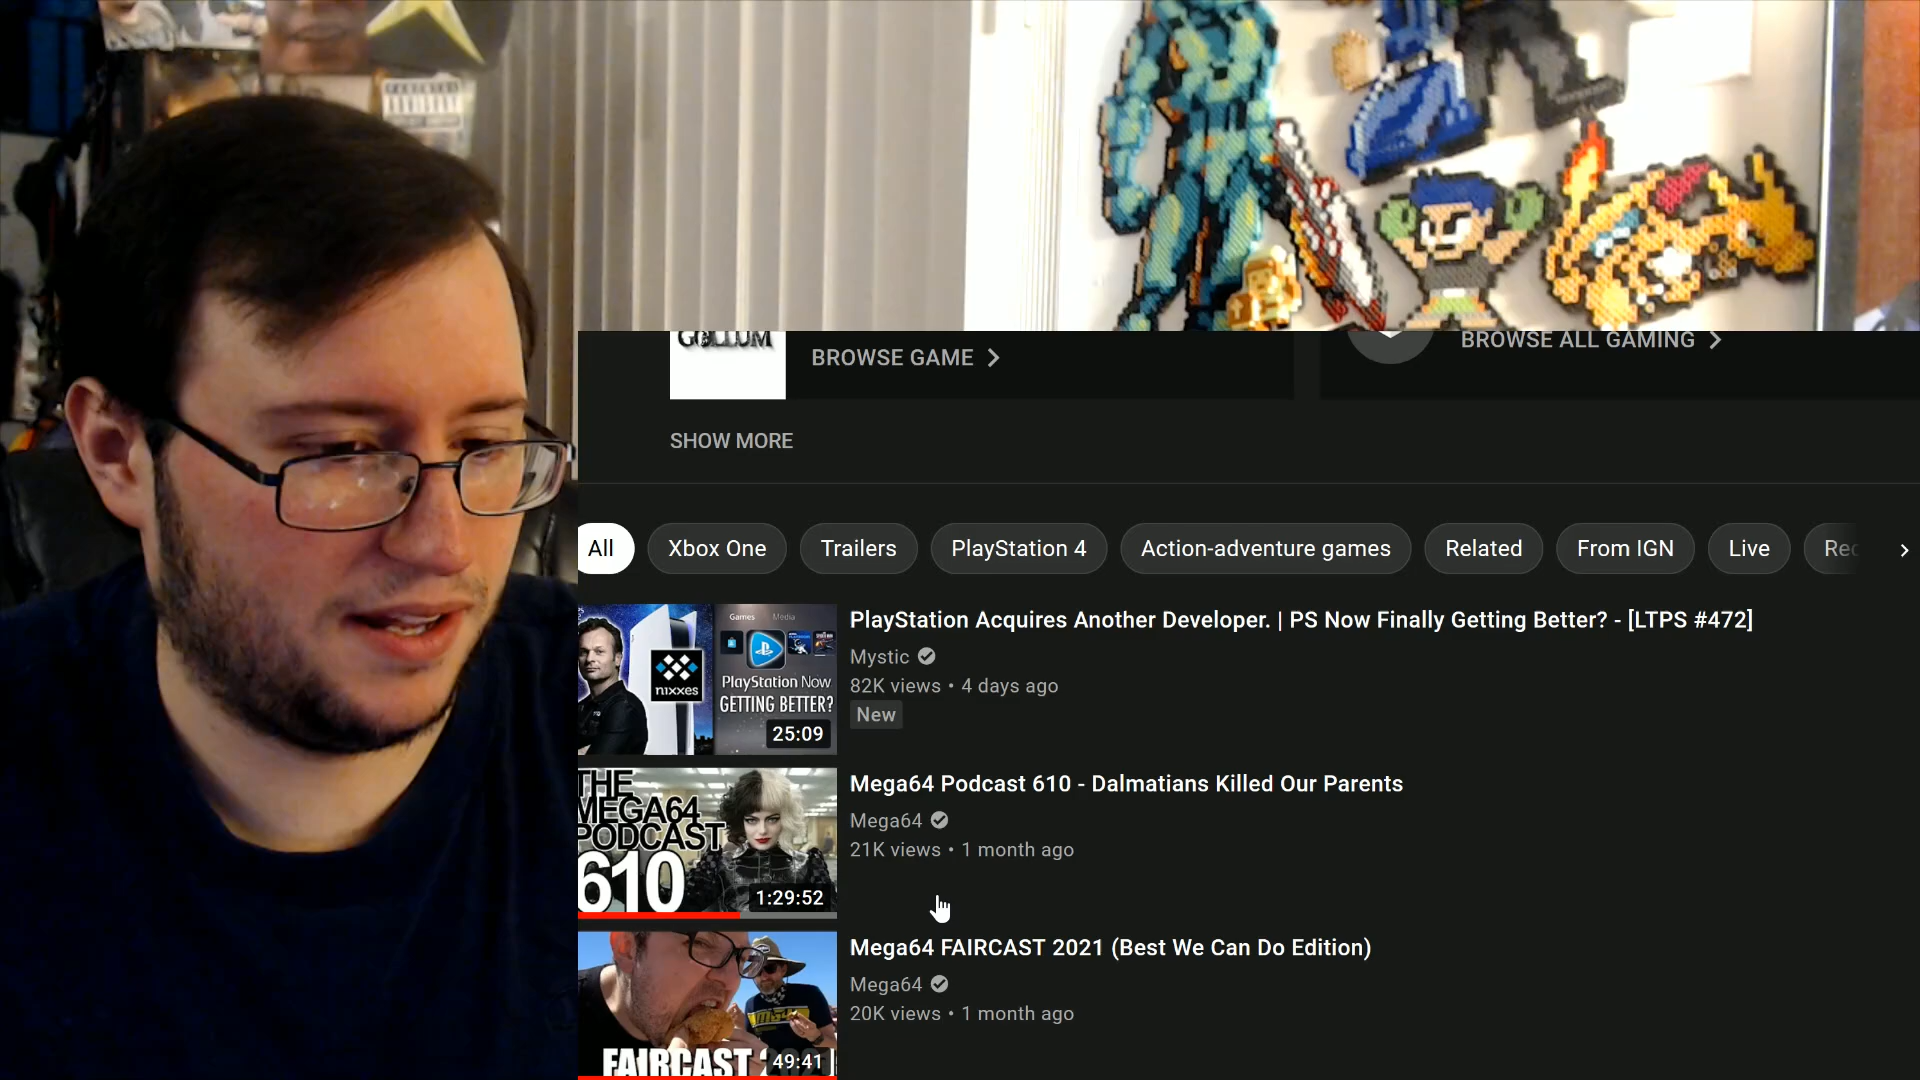 GOLLUM
BROWSE GAME
BROWSE ALL GAMING
SHOW MORE
All
Xbox One
Trailers
PlayStation 4
Action-adventure games
Related
From IGN
Live
Games Media
nixxes
PlayStation Now
GETTING BETTER?
25:09
PlayStation Acquires Another Developer. | PS Now Finally Getting Better? - [LTPS #472]
Mystic
82K views • 4 days ago
New
THE
MEGA64
PODCAST
610
1:29:52
Mega64 Podcast 610 - Dalmatians Killed Our Parents
Mega64
21K views • 1 month ago
FAIRCAST
49:41
Mega64 FAIRCAST 2021 (Best We Can Do Edition)
Mega64
20K views • 1 month ago